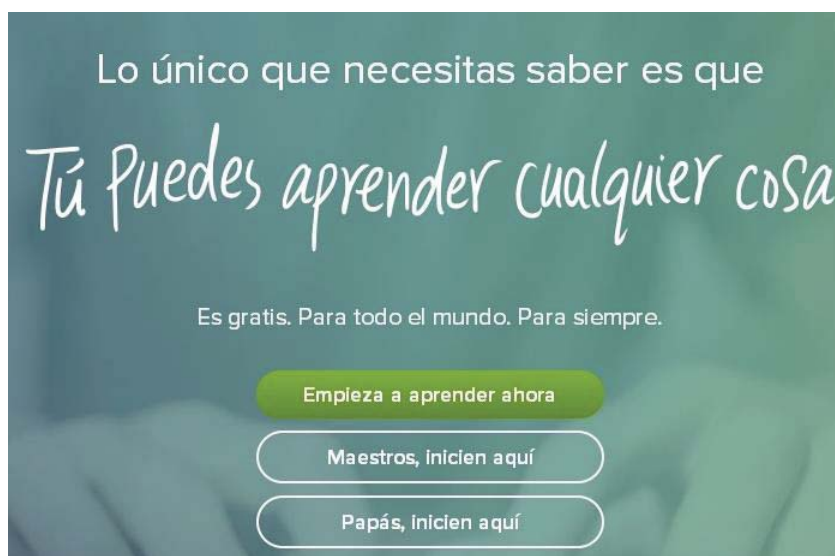 Lo único que necesitas saber es que
Tú Puedes aprender cualquier cosa
Es gratis. Para todo el mundo. Para siempre.
Empieza a aprender ahora
Maestros, inicien aquí
Papás, inicien aquí